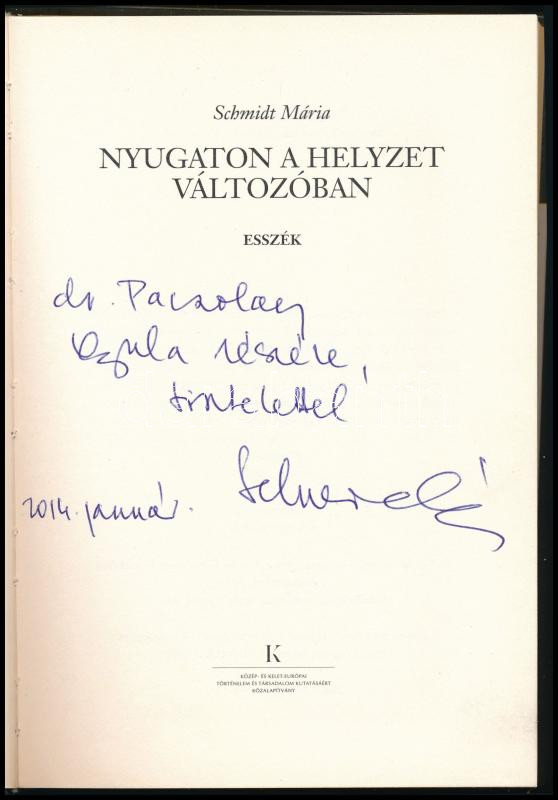 Schmidt Mária
NYUGATON A HELYZET
VÁLTOZÓBAN
ESSZÉK
dr. Paczolay
Gyula részére,
tisztelettel
2014. január.
K
KÖZÉP- ÉS KELET-EURÓPAI
TÖRTÉNELEM ÉS TÁRSADALOM KUTATÁSÁÉRT
KÖZALAPÍTVÁNY